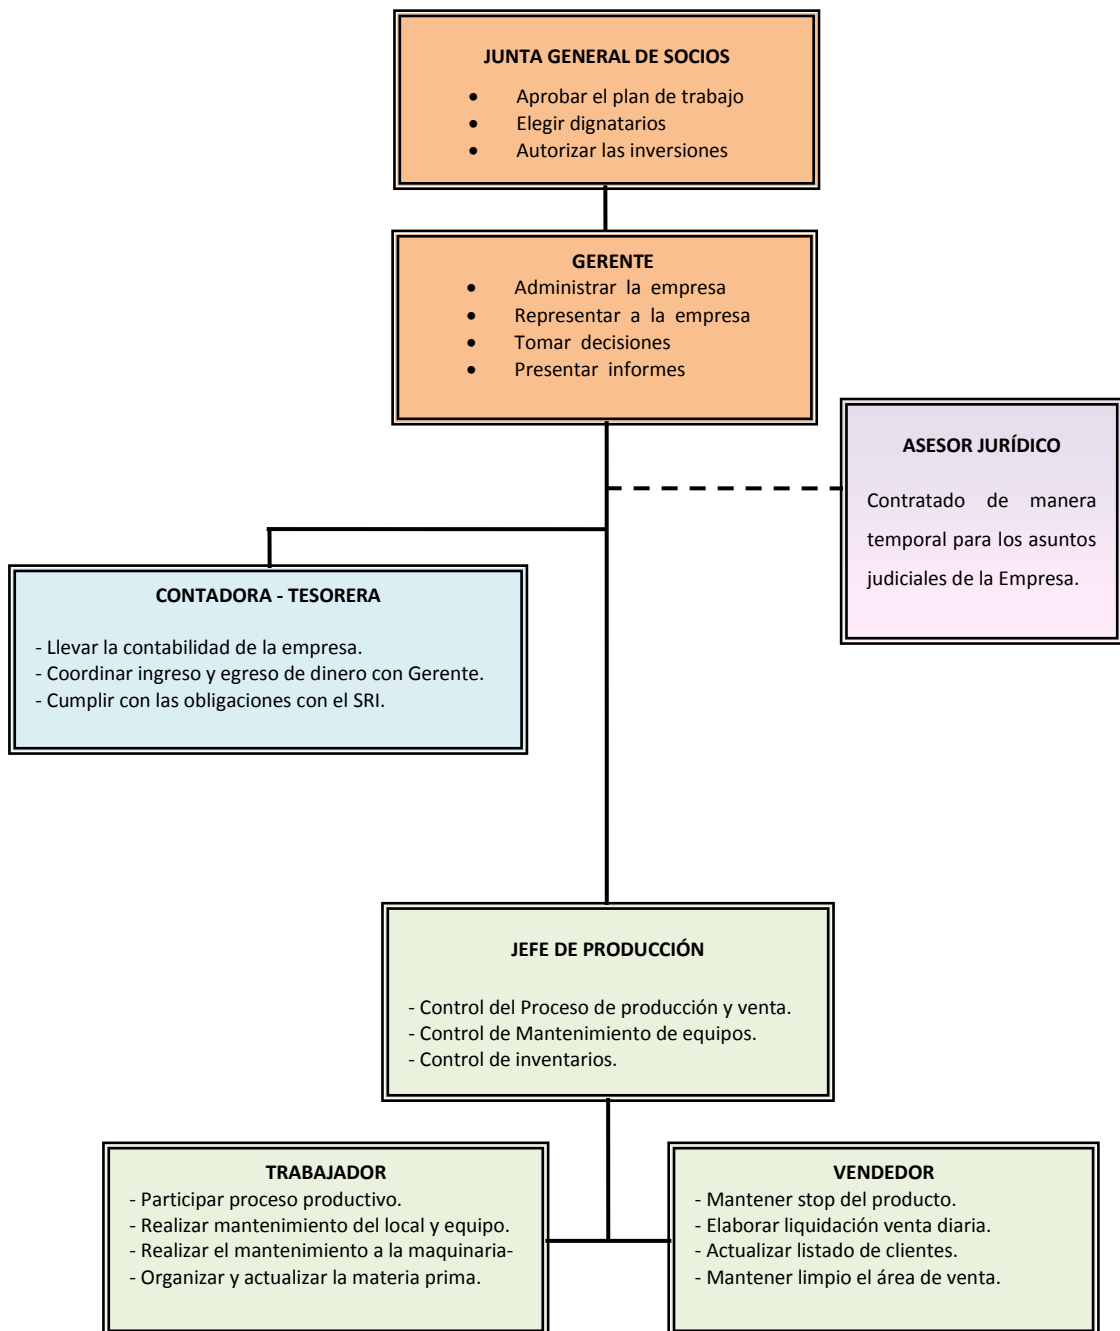 JUNTA GENERAL DE SOCIOS
• Aprobar el plan de trabajo
• Elegir dignatarios
• Autorizar las inversiones
GERENTE
• Administrar la empresa
• Representar a la empresa
• Tomar decisiones
• Presentar informes
ASESOR JURÍDICO
Contratado de manera
temporal para los asuntos
judiciales de la Empresa.
CONTADORA - TESORERA
- Llevar la contabilidad de la empresa.
- Coordinar ingreso y egreso de dinero con Gerente.
- Cumplir con las obligaciones con el SRI.
JEFE DE PRODUCCIÓN
- Control del Proceso de producción y venta.
- Control de Mantenimiento de equipos.
- Control de inventarios.
TRABAJADOR
- Participar proceso productivo.
- Realizar mantenimiento del local y equipo.
- Realizar el mantenimiento a la maquinaria-
- Organizar y actualizar la materia prima.
VENDEDOR
- Mantener stop del producto.
- Elaborar liquidación venta diaria.
- Actualizar listado de clientes.
- Mantener limpio el área de venta.